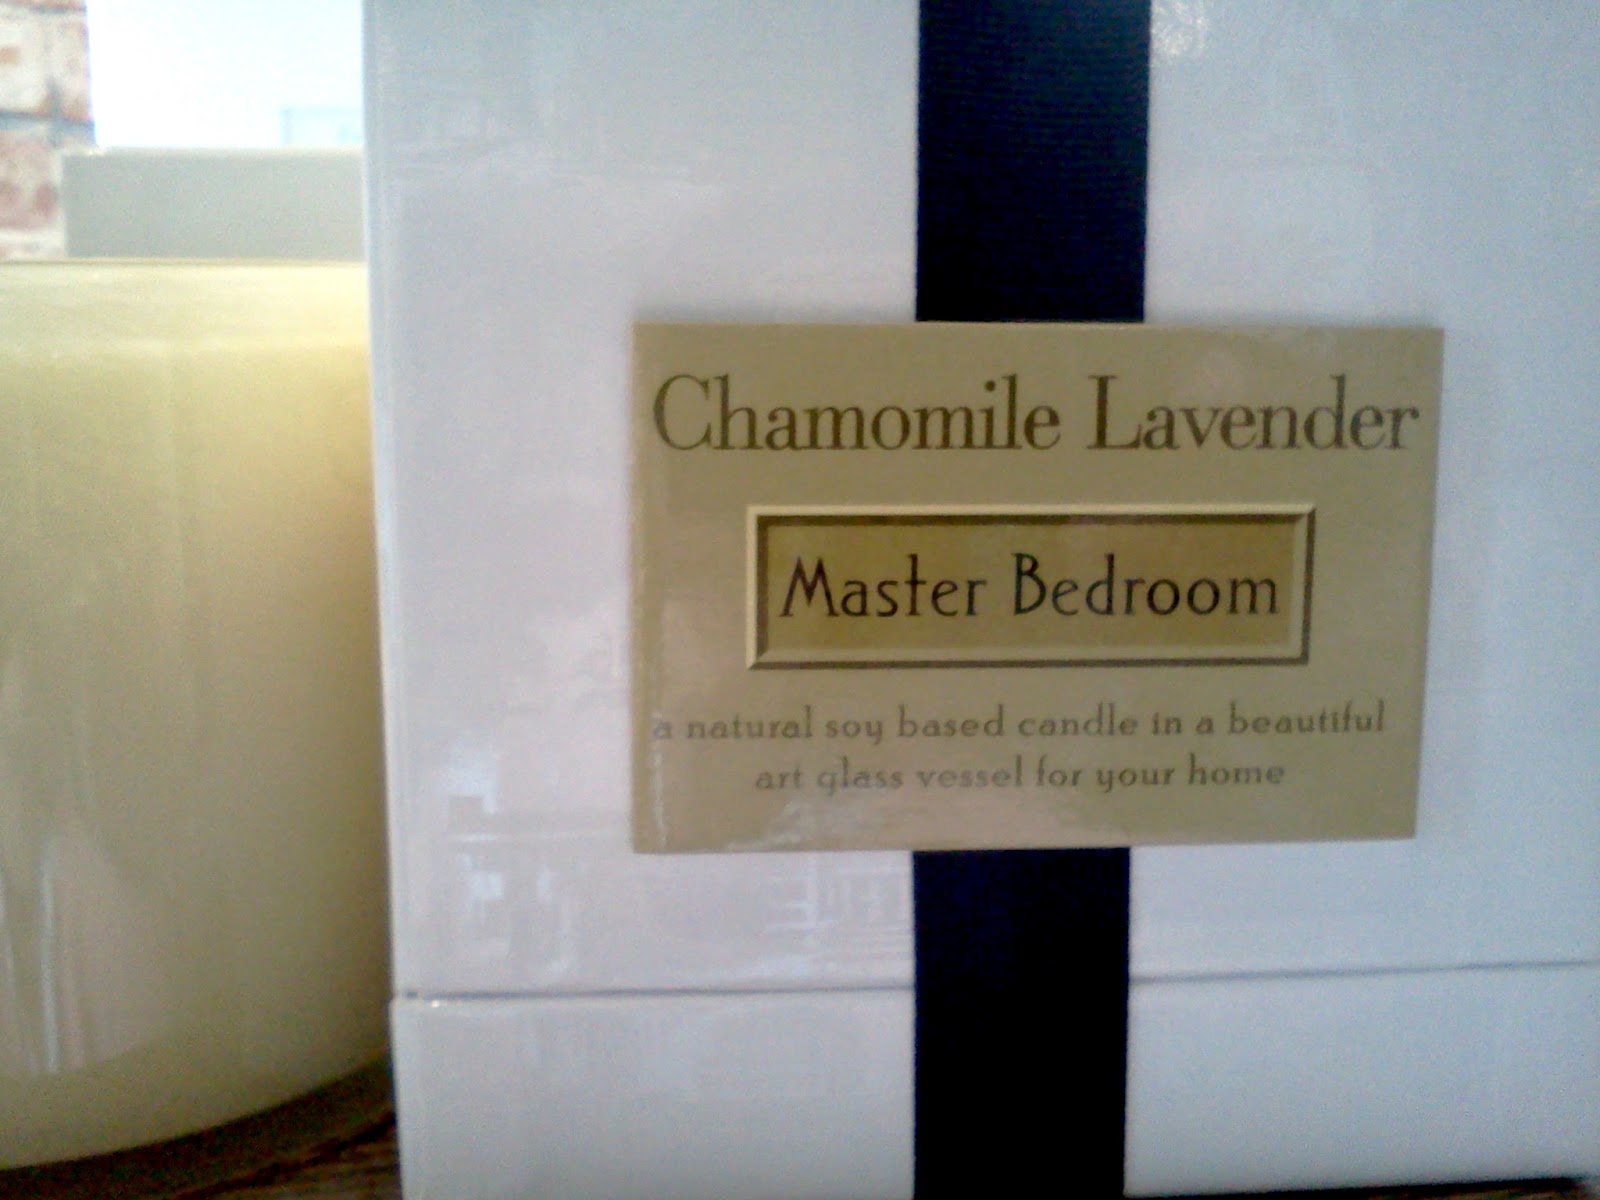 Chamomile Lavender
Master Bedroom
a natural soy based candle in a beautiful
art glass vessel for your home